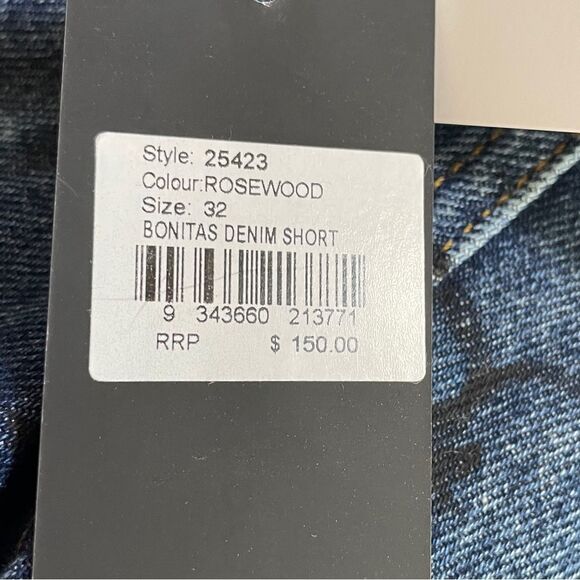 Style: 25423
Colour:ROSEWOOD
Size: 32
BONITAS DENIM SHORT
9 343660 213771
RRP $ 150.00